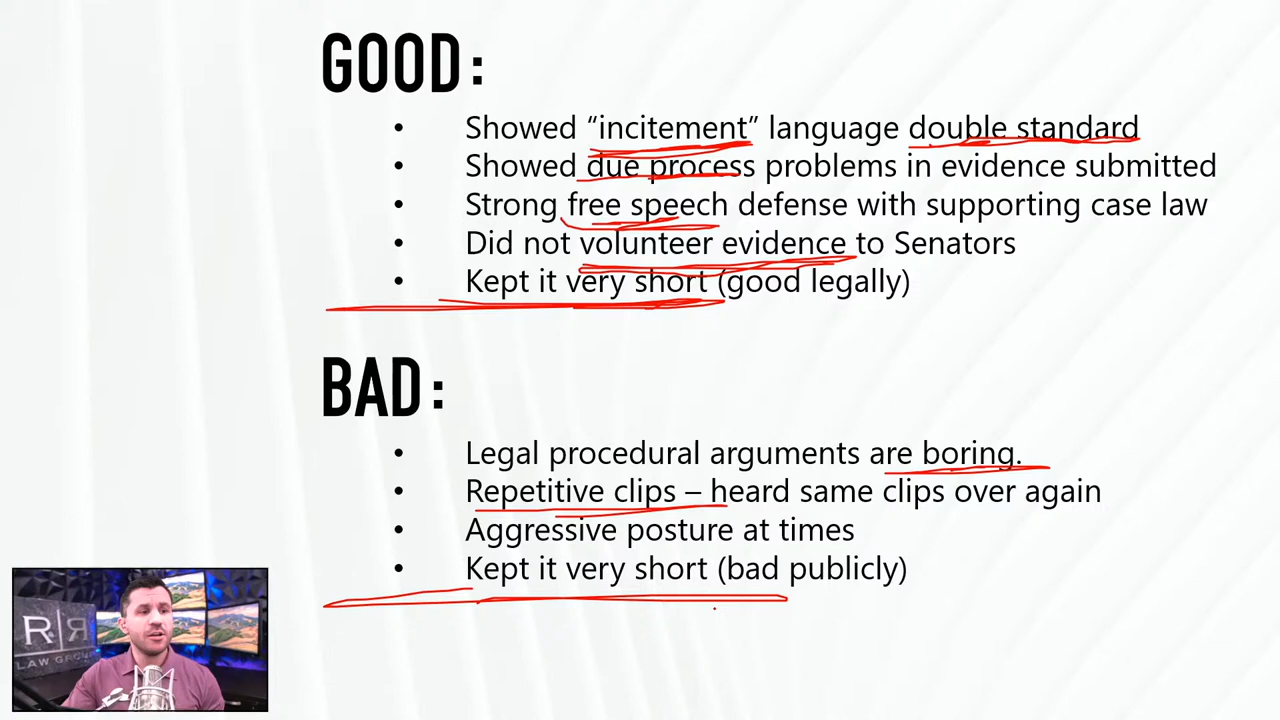 GOOD:
• Showed “incitement” language double standard
• Showed due process problems in evidence submitted
• Strong free speech defense with supporting case law
• Did not volunteer evidence to Senators
• Kept it very short (good legally)
BAD:
• Legal procedural arguments are boring.
• Repetitive clips – heard same clips over again
• Aggressive posture at times
• Kept it very short (bad publicly)
R|R
LAW GROUP